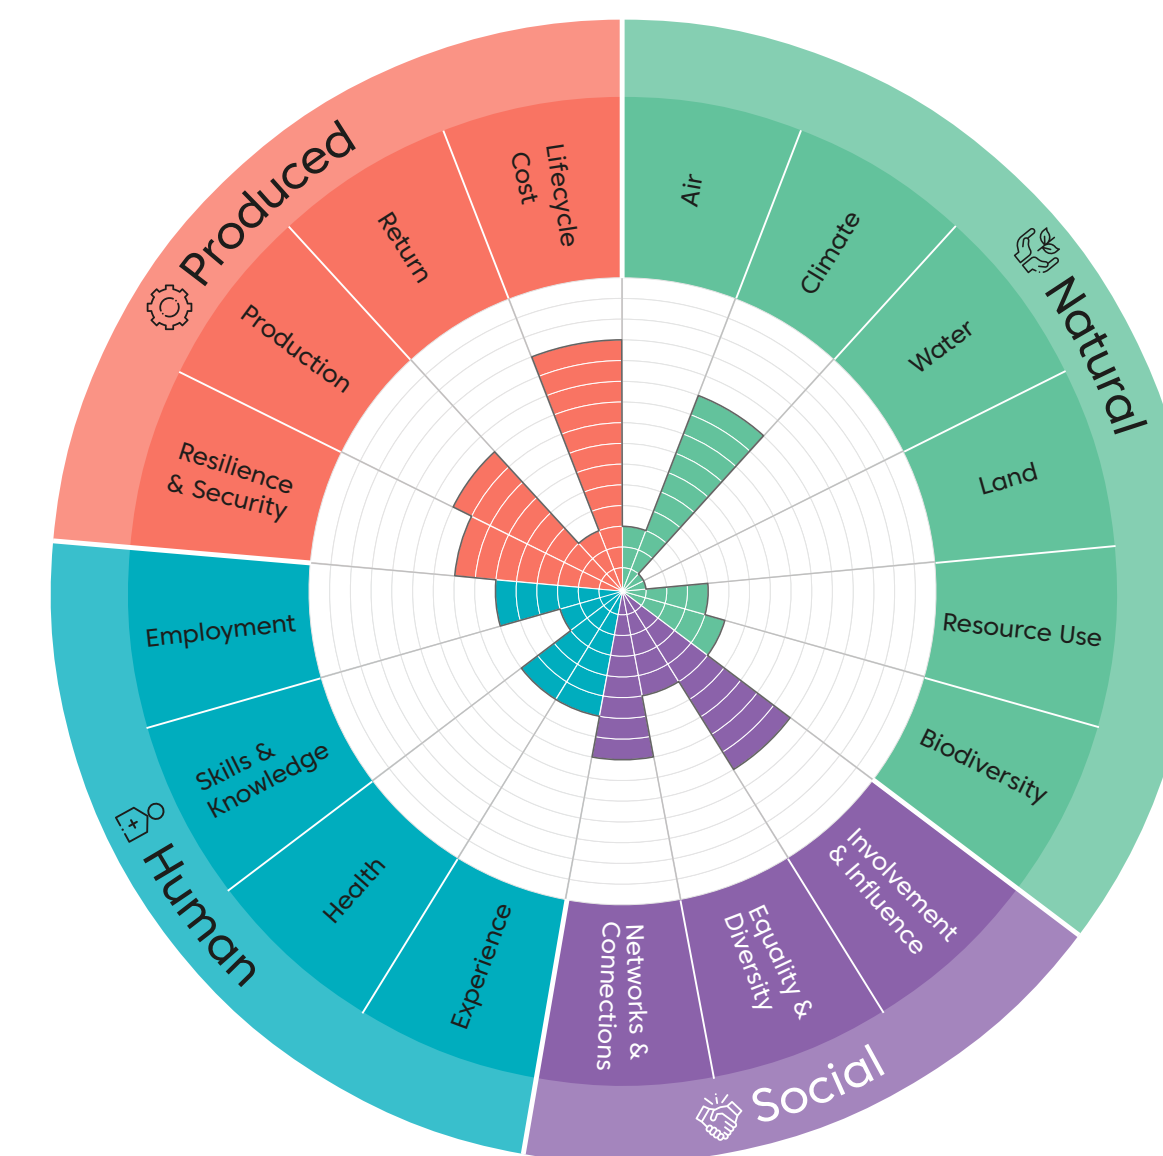 Natural
Air
Climate
Water
Land
Resource Use
Biodiversity
Social
Involvement
& Influence
Equality &
Diversity
Networks &
Connections
Human
Experience
Health
Skills &
Knowledge
Employment
Produced
Resilience
& Security
Production
Return
Lifecycle
Cost